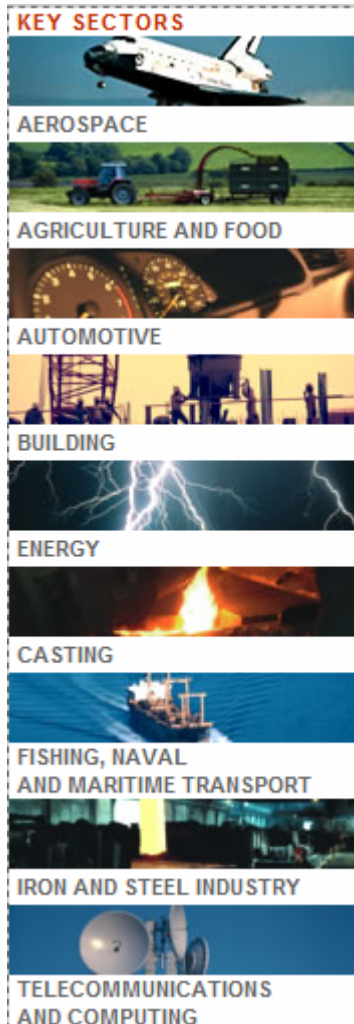 KEY SECTORS
AEROSPACE
AGRICULTURE AND FOOD
AUTOMOTIVE
BUILDING
ENERGY
CASTING
FISHING, NAVAL
AND MARITIME TRANSPORT
IRON AND STEEL INDUSTRY
TELECOMMUNICATIONS
AND COMPUTING